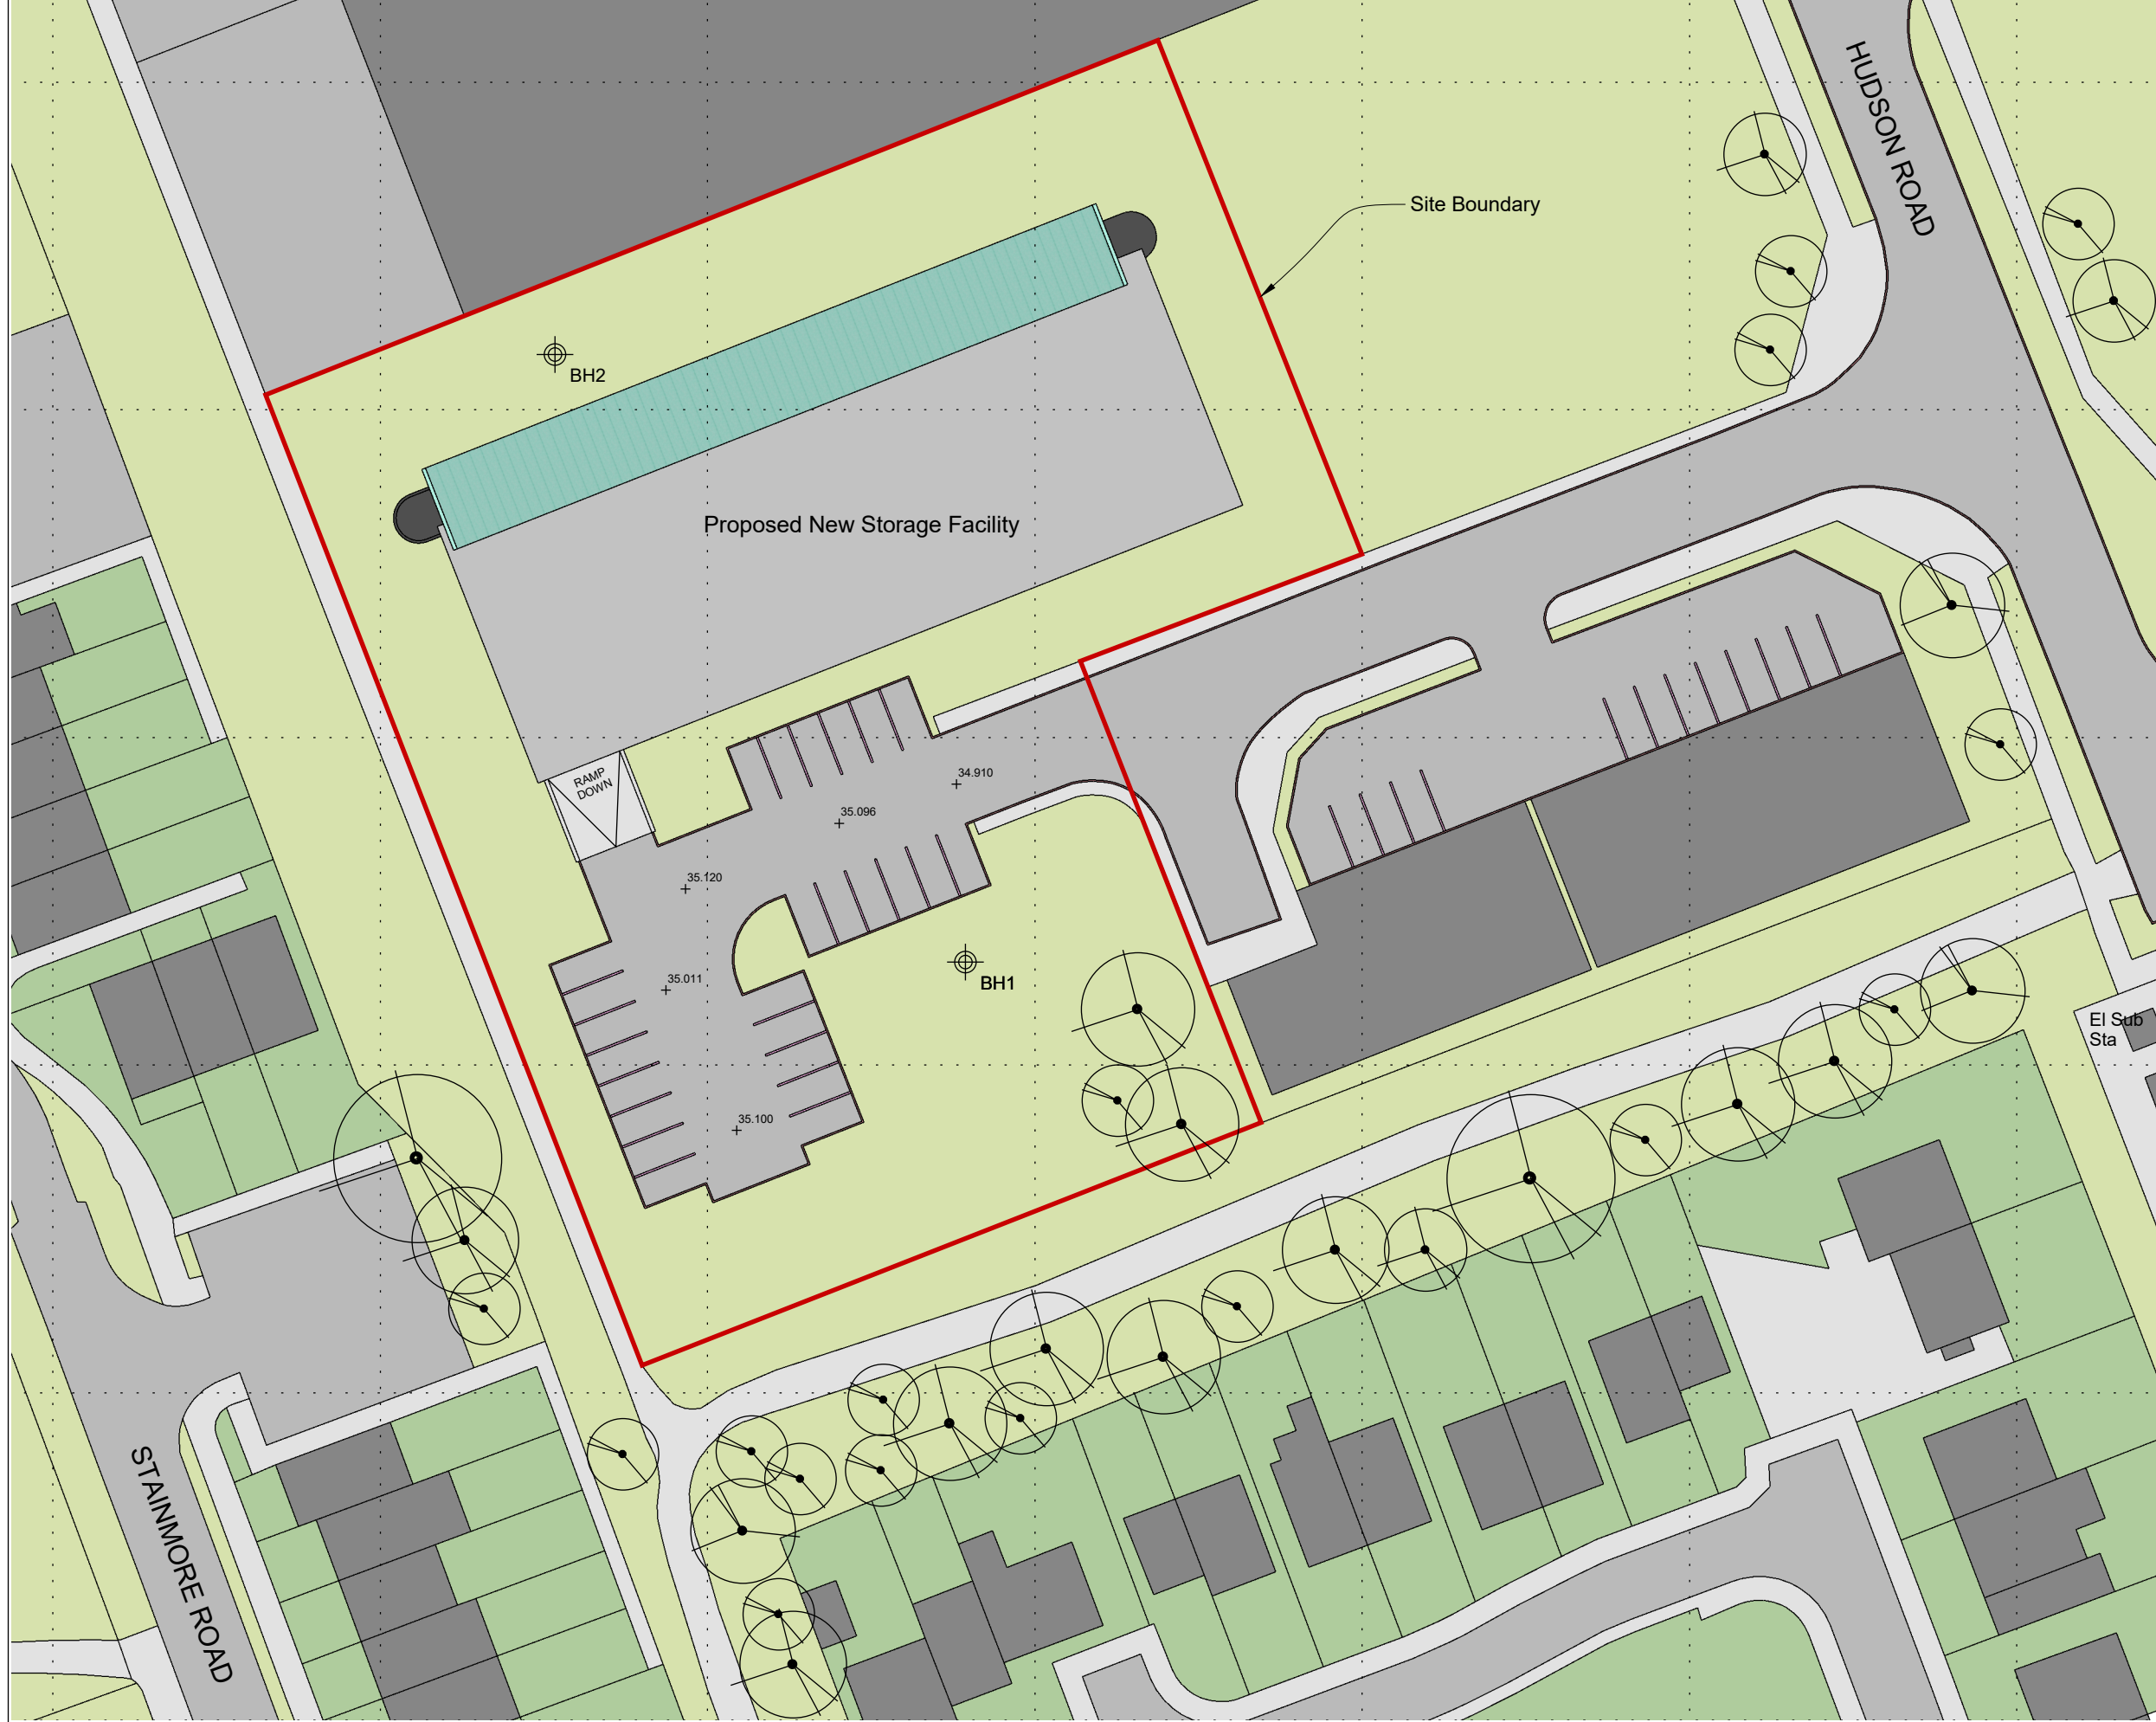 HUDSON ROAD
Site Boundary
BH2
Proposed New Storage Facility
RAMP
DOWN
34.910
35.096
35.120
35.011
BH1
El Sub
Sta
35.100
STAINMORE ROAD